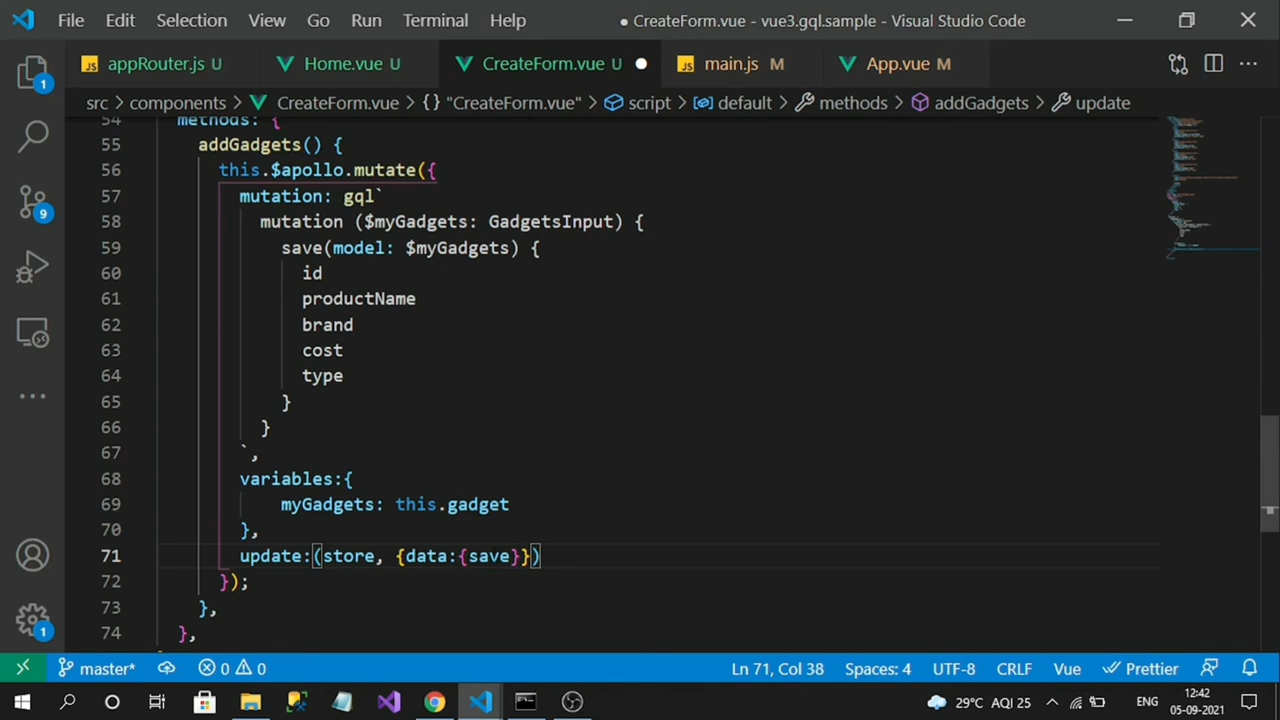 File Edit Selection View Go Run Terminal Help ● CreateForm.vue - vue3.gql.sample - Visual Studio Code
JS appRouter.js U Home.vue U CreateForm.vue U ● JS main.js M App.vue M
src > components > CreateForm.vue > {} "CreateForm.vue" > script > default > methods > addGadgets > update
54 methods: {
55 addGadgets() {
56 this.$apollo.mutate({
57 mutation: gql`
58 mutation ($myGadgets: GadgetsInput) {
59 save(model: $myGadgets) {
60 id
61 productName
62 brand
63 cost
64 type
65 }
66 }
67 `,
68 variables:{
69 myGadgets: this.gadget
70 },
71 update:(store, {data:{save}})
72 });
73 },
74 },
1
9
1
master* 0 0 Ln 71, Col 38 Spaces: 4 UTF-8 CRLF Vue Prettier
29°C AQI 25 ENG 12:42
05-09-2021